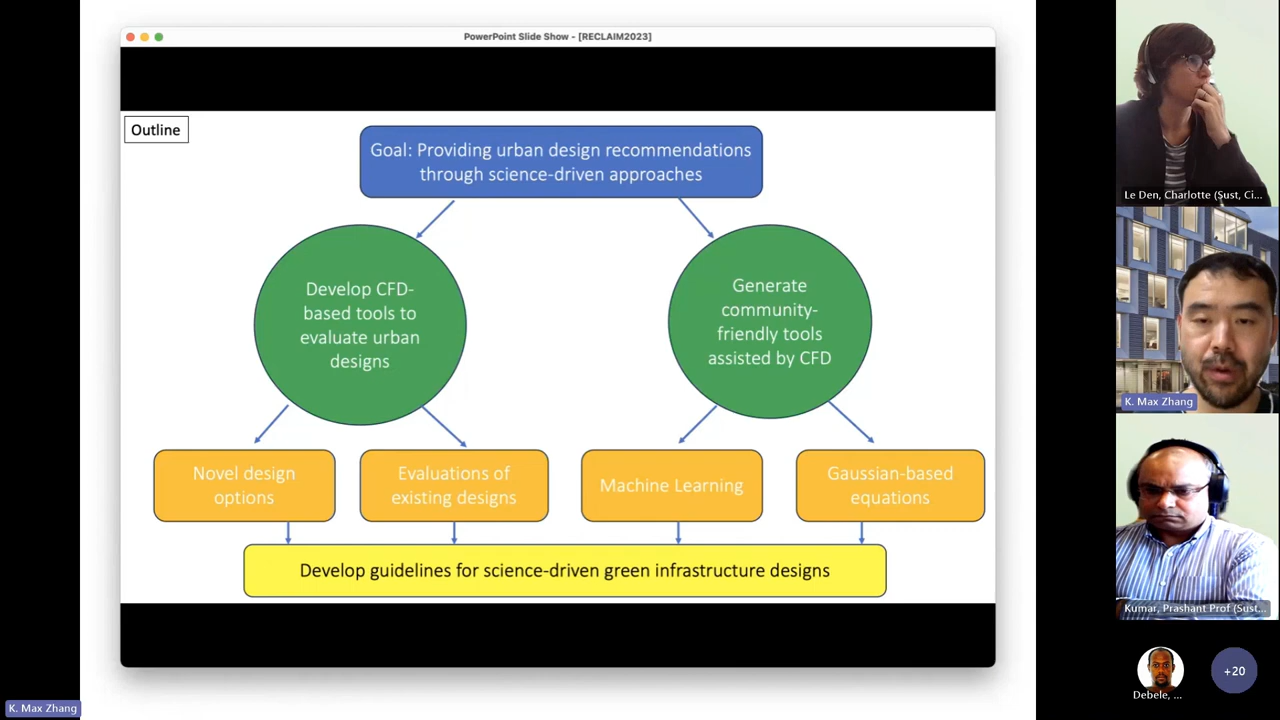 PowerPoint Slide Show - [RECLAIM2023]
Outline
Goal: Providing urban design recommendations
through science-driven approaches
Develop CFD-
based tools to
evaluate urban
designs
Generate
community-
friendly tools
assisted by CFD
Novel design
options
Evaluations of
existing designs
Machine Learning
Gaussian-based
equations
Develop guidelines for science-driven green infrastructure designs
Le Den, Charlotte (Sust, Ci...
K. Max Zhang
Kumar, Prashant Prof (Sust...
Debele, ...
+20
K. Max Zhang